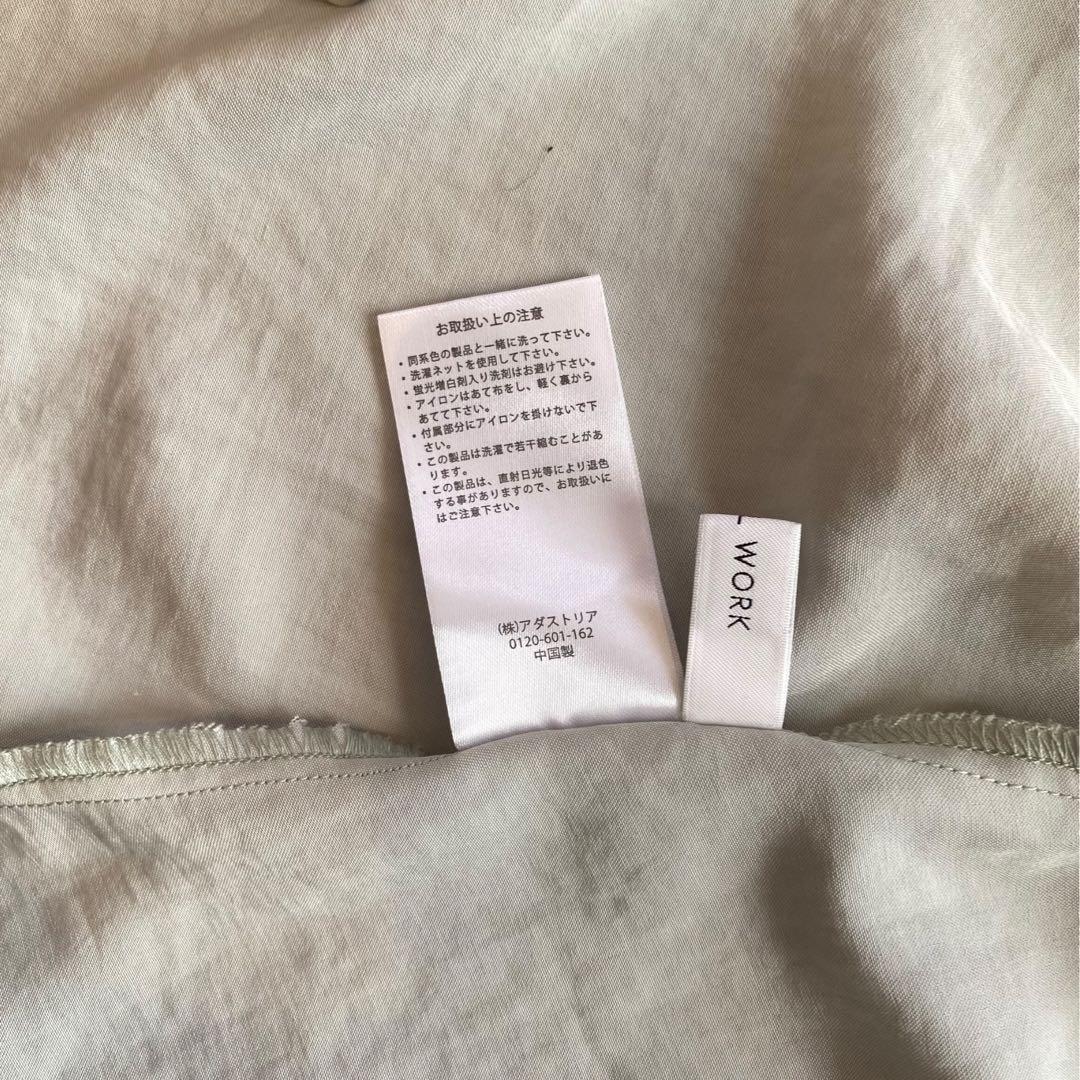 お取扱い上の注意
・同系色の製品と一緒に洗って下さい。
・洗濯ネットを使用して下さい。
・蛍光増白剤入り洗剤はお避け下さい。
・アイロンはあて布をし、軽く裏から
あてて下さい。
・付属部分にアイロンを掛けないで下
さい。
・この製品は洗濯で若干縮むことがあ
ります。
・この製品は、直射日光等により退色
する事がありますので、お取扱いに
はご注意下さい。
(株)アダストリア
0120-601-162
中国製
WORK